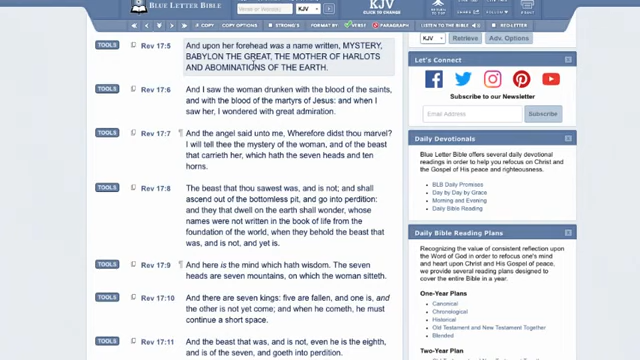 BLUE LETTER BIBLE
KJV
CLICK TO CHANGE
COPY
COPY OPTIONS
STRONG'S
FORMAT BY
VERSE
PARAGRAPH
LISTEN TO THE BIBLE
RED-LETTER
TOOLS Rev 17:5 And upon her forehead was a name written, MYSTERY,
BABYLON THE GREAT, THE MOTHER OF HARLOTS
AND ABOMINATIONS OF THE EARTH.
TOOLS Rev 17:6 And I saw the woman drunken with the blood of the saints,
and with the blood of the martyrs of Jesus: and when I
saw her, I wondered with great admiration.
TOOLS Rev 17:7 ¶ And the angel said unto me, Wherefore didst thou marvel?
I will tell thee the mystery of the woman, and of the beast
that carrieth her, which hath the seven heads and ten
horns.
TOOLS Rev 17:8 The beast that thou sawest was, and is not; and shall
ascend out of the bottomless pit, and go into perdition:
and they that dwell on the earth shall wonder, whose
names were not written in the book of life from the
foundation of the world, when they behold the beast that
was, and is not, and yet is.
TOOLS Rev 17:9 ¶ And here is the mind which hath wisdom. The seven
heads are seven mountains, on which the woman sitteth.
TOOLS Rev 17:10 And there are seven kings: five are fallen, and one is, and
the other is not yet come; and when he cometh, he must
continue a short space.
TOOLS Rev 17:11 And the beast that was, and is not, even he is the eighth,
and is of the seven, and goeth into perdition.
KJV
Retrieve
Adv. Options
Let's Connect
Subscribe to our Newsletter
Email Address
Subscribe
Daily Devotionals
Blue Letter Bible offers several daily devotional
readings in order to help you refocus on Christ and
the Gospel of His peace and righteousness.
BLB Daily Promises
Day by Day by Grace
Morning and Evening
Daily Bible Reading
Daily Bible Reading Plans
Recognizing the value of consistent reflection upon
the Word of God in order to refocus one's
mind and heart upon Christ and His Gospel of
peace, we provide several reading plans designed to
cover the entire Bible in a year.
One-Year Plans
Canonical
Chronological
Historical
Old Testament and New Testament Together
Blended
Two-Year Plan